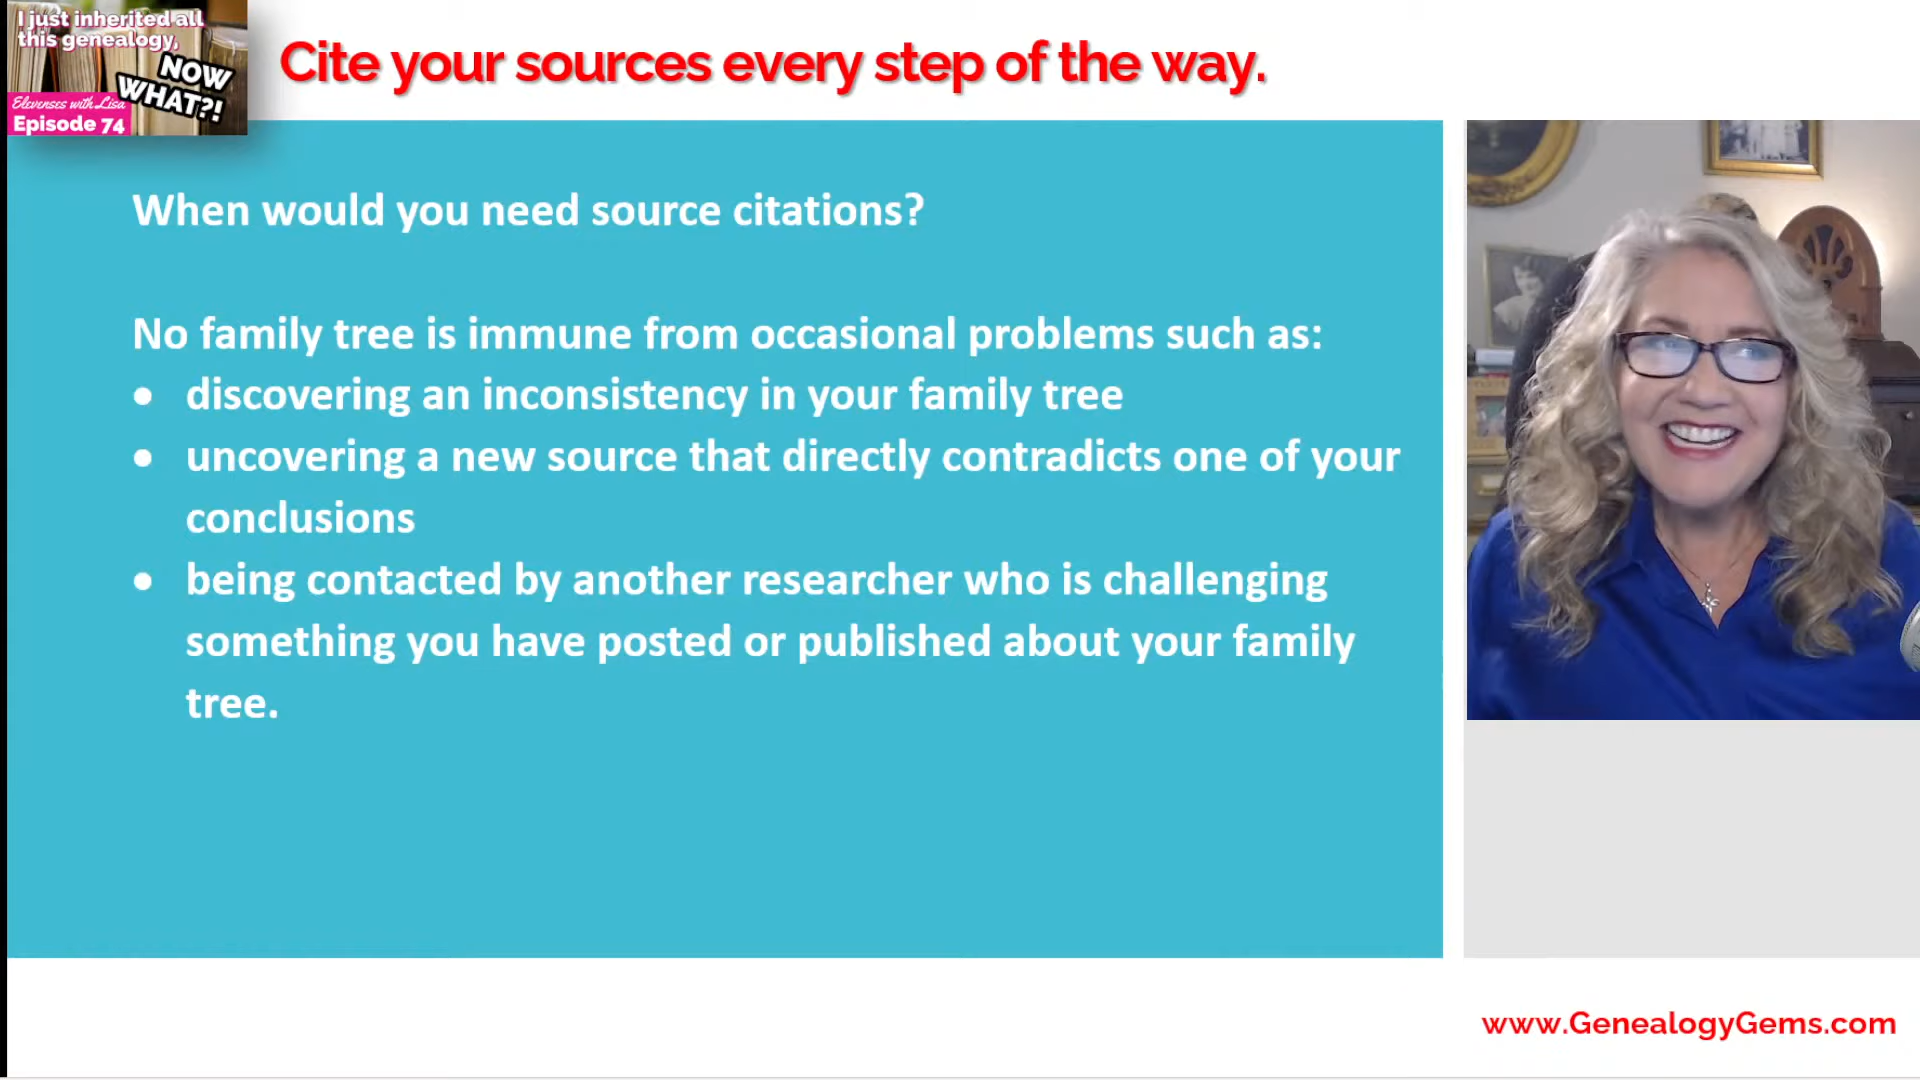 I just inherited all
this genealogy,
NOW
WHAT?!
Elevenses with Lisa
Episode 74
Cite your sources every step of the way.
When would you need source citations?
No family tree is immune from occasional problems such as:
• discovering an inconsistency in your family tree
• uncovering a new source that directly contradicts one of your
conclusions
• being contacted by another researcher who is challenging
something you have posted or published about your family
tree.
www.GenealogyGems.com